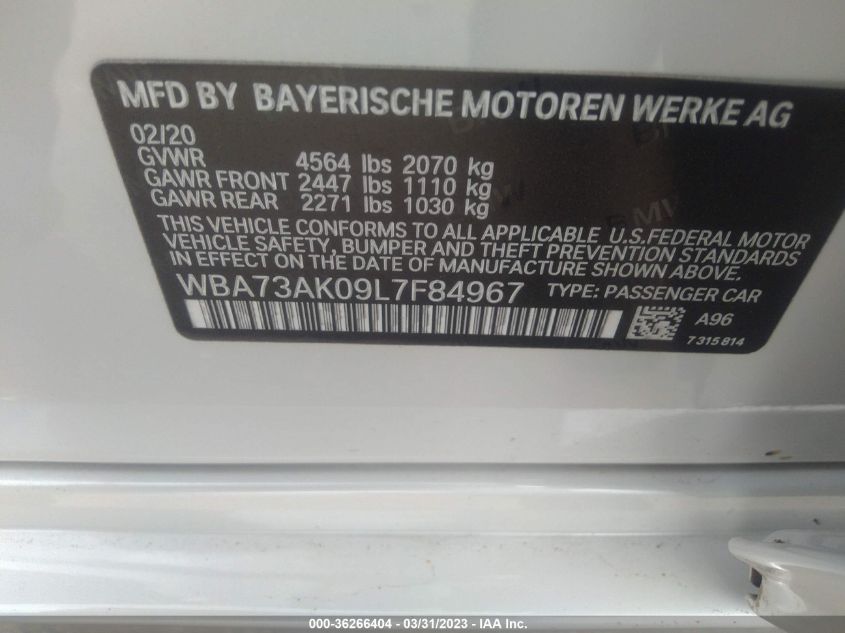 MFD BY BAYERISCHE MOTOREN WERKE AG
02/20
GVWR 4564 lbs 2070 kg
GAWR FRONT 2447 lbs 1110 kg
GAWR REAR 2271 lbs 1030 kg
THIS VEHICLE CONFORMS TO ALL APPLICABLE U.S.FEDERAL MOTOR
VEHICLE SAFETY, BUMPER AND THEFT PREVENTION STANDARDS
IN EFFECT ON THE DATE OF MANUFACTURE SHOWN ABOVE.
WBA73AK09L7F84967 TYPE: PASSENGER CAR
A96
7 315 814
000-36266404 - 03/31/2023 - IAA Inc.